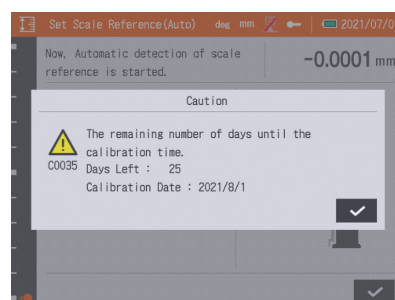 Set Scale Reference(Auto) deg mm 2021/07/0
Now, Automatic detection of scale
reference is started.
-0.0001 mm
Caution
The remaining number of days until the
calibration time.
C0035
Days Left : 25
Calibration Date : 2021/8/1